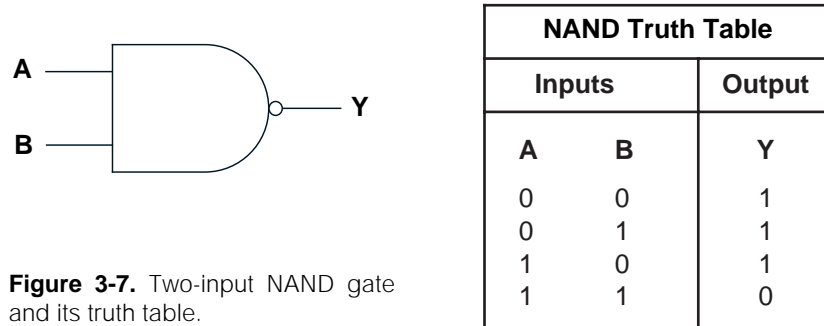 A
B
Y
Figure 3-7. Two-input NAND gate
and its truth table.
NAND Truth Table
Inputs Output
A B Y
0 0 1
0 1 1
1 0 1
1 1 0